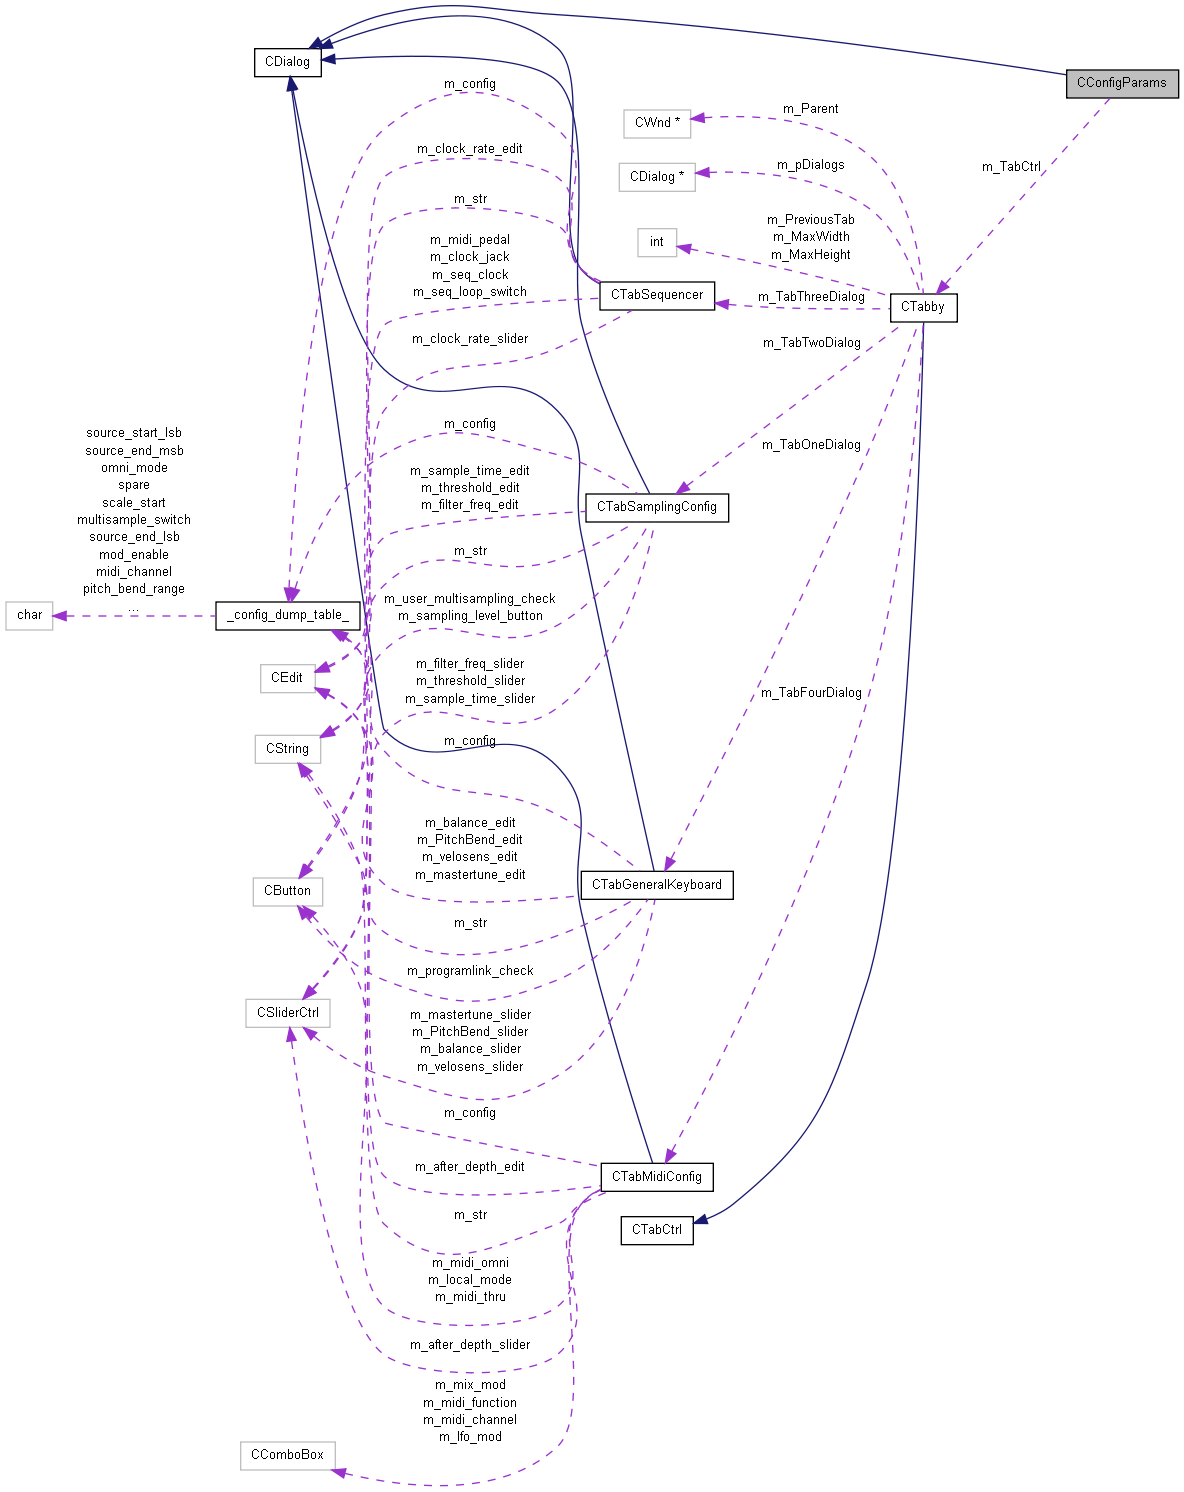 CDialog
CConfigParams
m_config
m_Parent
CWnd *
m_clock_rate_edit
m_pDialogs
m_TabCtrl
CDialog *
m_str
m_PreviousTab
m_MaxWidth
m_MaxHeight
int
m_midi_pedal
m_clock_jack
m_seq_clock
m_seq_loop_switch
CTabSequencer
m_TabThreeDialog
CTabby
m_clock_rate_slider
m_TabTwoDialog
m_config
m_TabOneDialog
source_start_lsb
source_end_msb
omni_mode
spare
scale_start
multisample_switch
source_end_lsb
mod_enable
midi_channel
pitch_bend_range
...
m_sample_time_edit
m_threshold_edit
m_filter_freq_edit
CTabSamplingConfig
m_str
m_user_multisampling_check
m_sampling_level_button
char
_config_dump_table_
m_filter_freq_slider
m_threshold_slider
m_sample_time_slider
CEdit
m_TabFourDialog
m_config
CString
m_balance_edit
m_PitchBend_edit
m_velosens_edit
m_mastertune_edit
CButton
CTabGeneralKeyboard
m_str
m_programlink_check
CSliderCtrl
m_mastertune_slider
m_PitchBend_slider
m_balance_slider
m_velosens_slider
m_config
m_after_depth_edit
CTabMidiConfig
m_str
CTabCtrl
m_midi_omni
m_local_mode
m_midi_thru
m_after_depth_slider
m_mix_mod
m_midi_function
m_midi_channel
m_lfo_mod
CComboBox